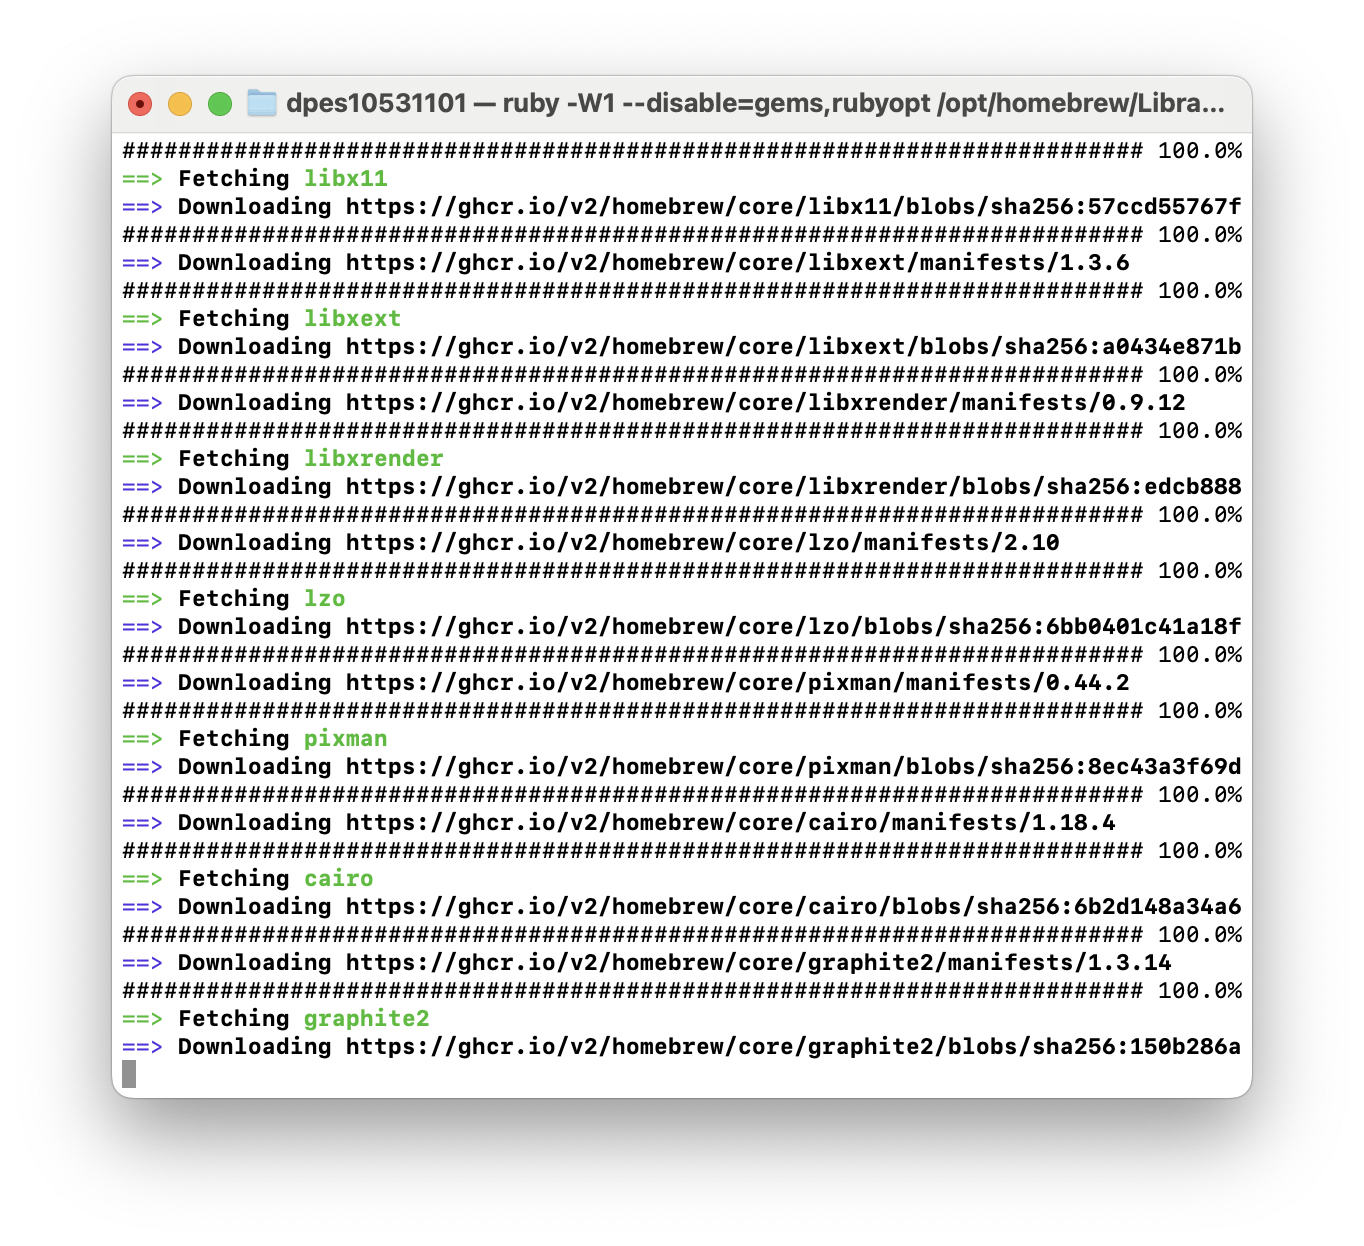 dpes10531101 — ruby -W1 --disable=gems,rubyopt /opt/homebrew/Libra...
######################################################################### 100.0%
==> Fetching libx11
==> Downloading https://ghcr.io/v2/homebrew/core/libx11/blobs/sha256:57ccd55767f
######################################################################### 100.0%
==> Downloading https://ghcr.io/v2/homebrew/core/libxext/manifests/1.3.6
######################################################################### 100.0%
==> Fetching libxext
==> Downloading https://ghcr.io/v2/homebrew/core/libxext/blobs/sha256:a0434e871b
######################################################################### 100.0%
==> Downloading https://ghcr.io/v2/homebrew/core/libxrender/manifests/0.9.12
######################################################################### 100.0%
==> Fetching libxrender
==> Downloading https://ghcr.io/v2/homebrew/core/libxrender/blobs/sha256:edcb888
######################################################################### 100.0%
==> Downloading https://ghcr.io/v2/homebrew/core/lzo/manifests/2.10
######################################################################### 100.0%
==> Fetching lzo
==> Downloading https://ghcr.io/v2/homebrew/core/lzo/blobs/sha256:6bb0401c41a18f
######################################################################### 100.0%
==> Downloading https://ghcr.io/v2/homebrew/core/pixman/manifests/0.44.2
######################################################################### 100.0%
==> Fetching pixman
==> Downloading https://ghcr.io/v2/homebrew/core/pixman/blobs/sha256:8ec43a3f69d
######################################################################### 100.0%
==> Downloading https://ghcr.io/v2/homebrew/core/cairo/manifests/1.18.4
######################################################################### 100.0%
==> Fetching cairo
==> Downloading https://ghcr.io/v2/homebrew/core/cairo/blobs/sha256:6b2d148a34a6
######################################################################### 100.0%
==> Downloading https://ghcr.io/v2/homebrew/core/graphite2/manifests/1.3.14
######################################################################### 100.0%
==> Fetching graphite2
==> Downloading https://ghcr.io/v2/homebrew/core/graphite2/blobs/sha256:150b286a